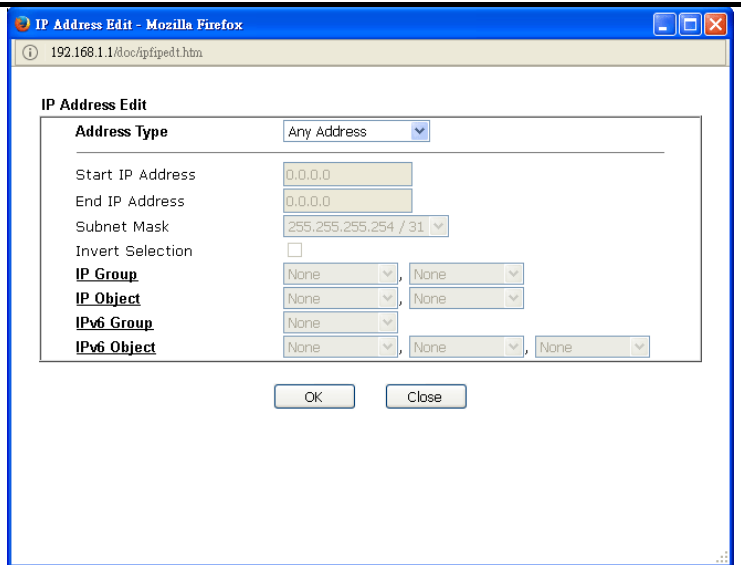 IP Address Edit - Mozilla Firefox
192.168.1.1/doc/ipfipedt.htm
IP Address Edit
Address Type Any Address
Start IP Address 0.0.0.0
End IP Address 0.0.0.0
Subnet Mask 255.255.255.254 / 31
Invert Selection
IP Group None , None
IP Object None , None
IPv6 Group None
IPv6 Object None , None , None
OK Close